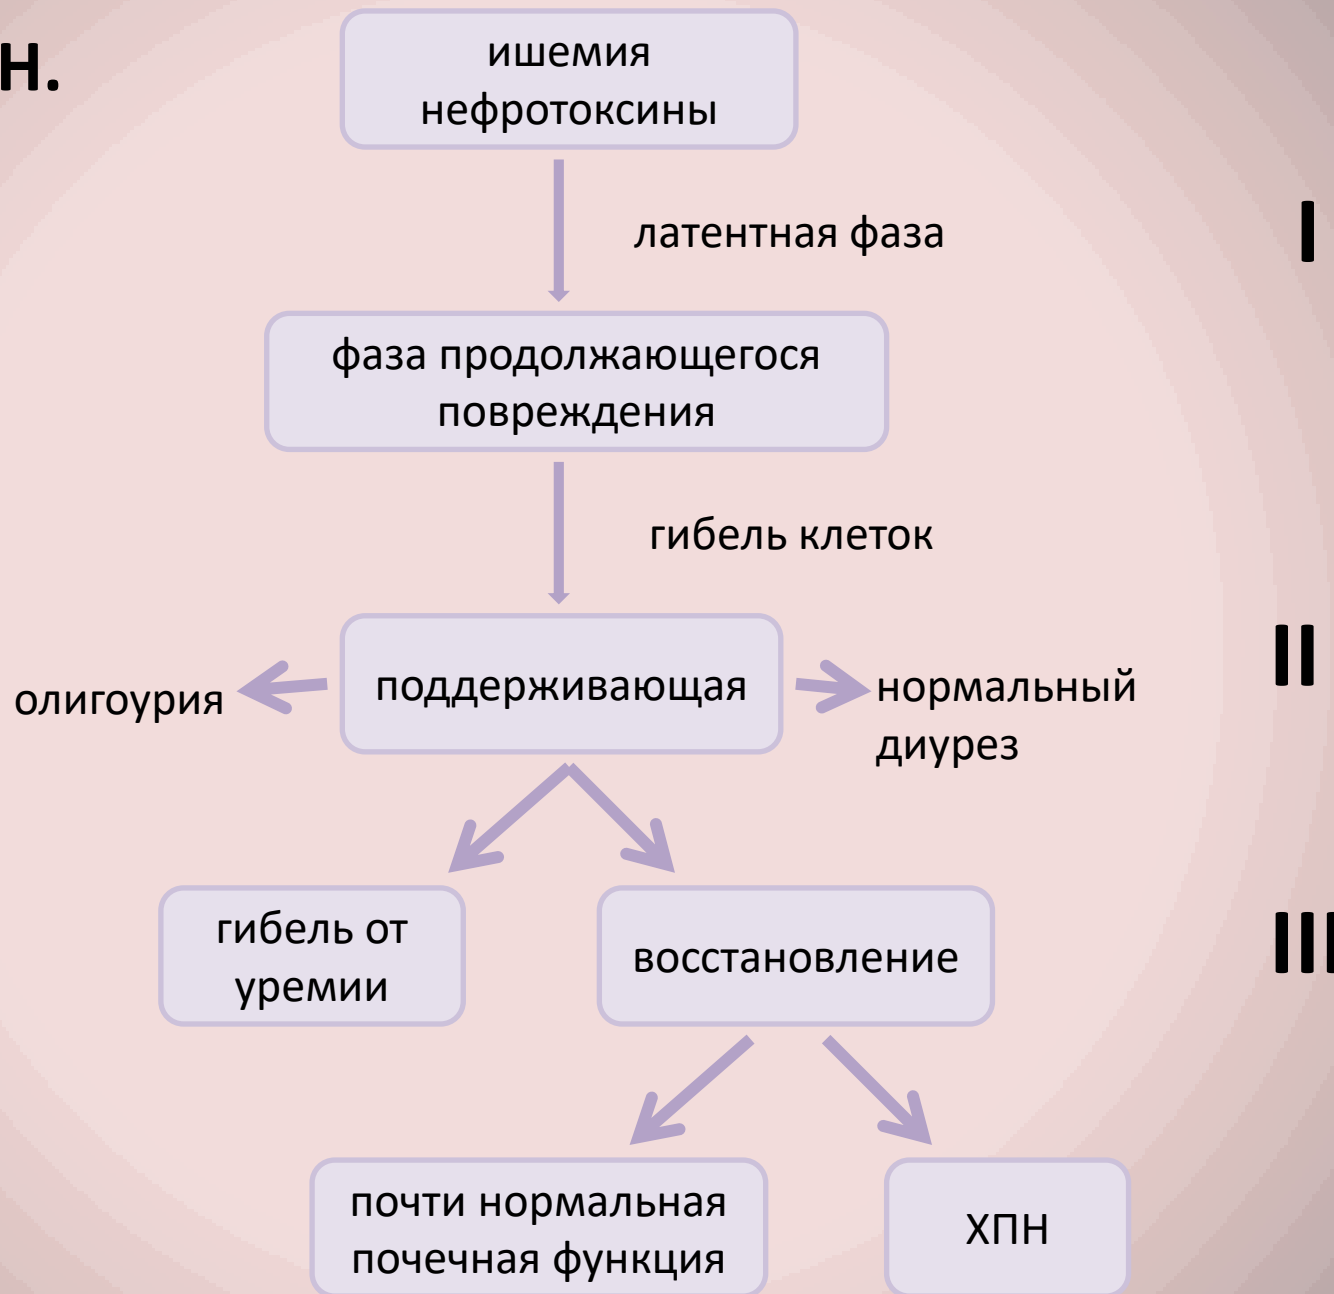 Н.
ишемия
нефротоксины
латентная фаза
I
фаза продолжающегося
повреждения
гибель клеток
II
олигоурия
поддерживающая
нормальный
диурез
гибель от
уремии
восстановление
III
почти нормальная
почечная функция
ХПН